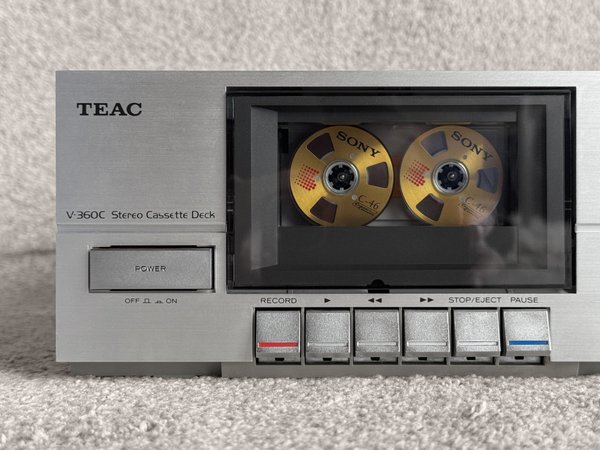 TEAC
SONY
C-46
SONY
C-46
V-360C Stereo Cassette Deck
POWER
OFF ON
RECORD ▶ ◀◀ ▶▶ STOP/EJECT PAUSE